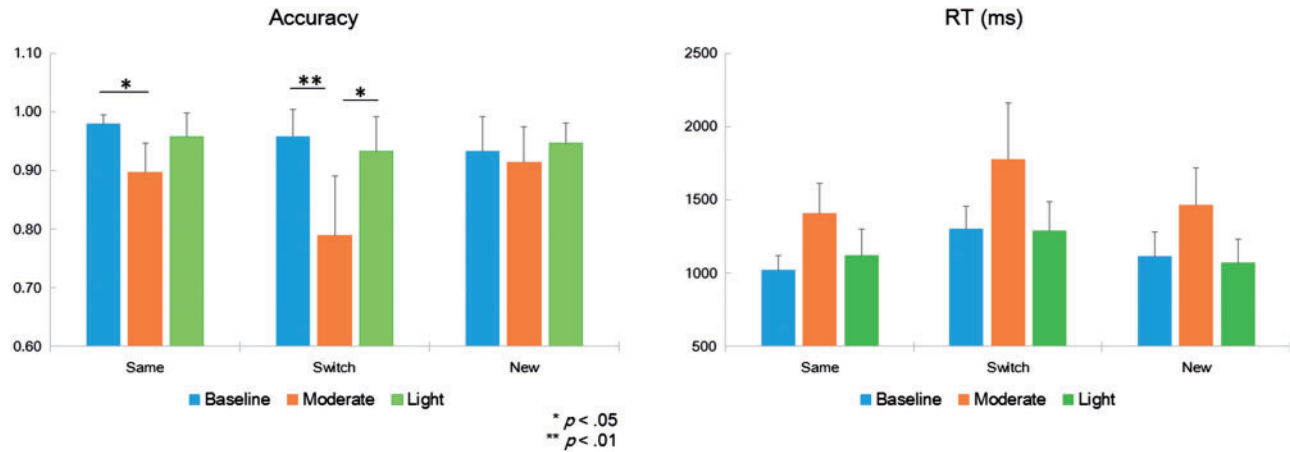 Accuracy
1.10
1.00
0.90
0.80
0.70
0.60
*
**
*
Same Switch New
Baseline Moderate Light
* p < .05
** p < .01
RT (ms)
2500
2000
1500
1000
500
Same Switch New
Baseline Moderate Light